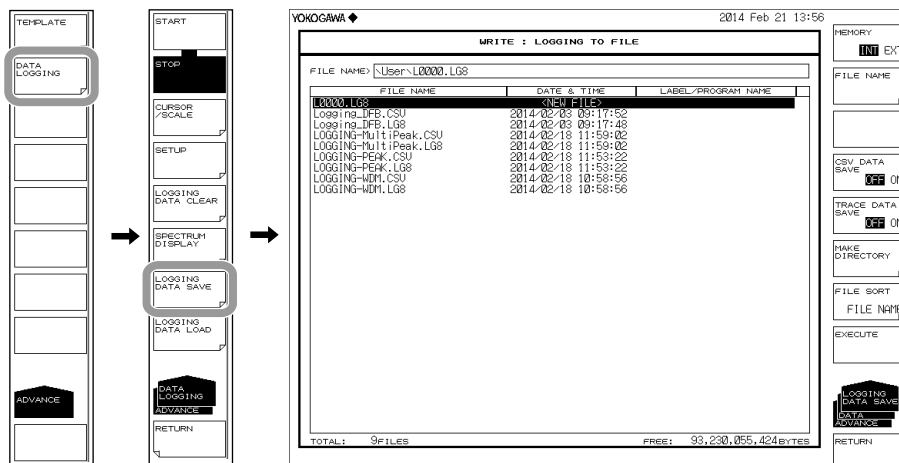 TEMPLATE
DATA
LOGGING
ADVANCE
START
STOP
CURSOR
/SCALE
SETUP
LOGGING
DATA CLEAR
SPECTRUM
DISPLAY
LOGGING
DATA SAVE
LOGGING
DATA LOAD
DATA
LOGGING
ADVANCE
RETURN
YOKOGAWA 2014 Feb 21 13:56
WRITE : LOGGING TO FILE
FILE NAME> \User\L0000.LG8
FILE NAME DATE & TIME LABEL/PROGRAM NAME
L0000.LG8 <NEW FILE>
Logging_DFB.CSV 2014/02/03 09:17:52
Logging_DFB.LG8 2014/02/03 09:17:48
LOGGING-MultiPeak.CSV 2014/02/18 11:59:02
LOGGING-MultiPeak.LG8 2014/02/18 11:59:02
LOGGING-PEAK.CSV 2014/02/18 11:53:22
LOGGING-PEAK.LG8 2014/02/18 11:53:22
LOGGING-WDM.CSV 2014/02/18 10:58:56
LOGGING-WDM.LG8 2014/02/18 10:58:56
TOTAL: 9FILES FREE: 93,230,055,424BYTES
MEMORY
INT EXT
FILE NAME
CSV DATA
SAVE
OFF ON
TRACE DATA
SAVE
OFF ON
MAKE
DIRECTORY
FILE SORT
FILE NAME
EXECUTE
LOGGING
DATA SAVE
DATA
ADVANCE
RETURN